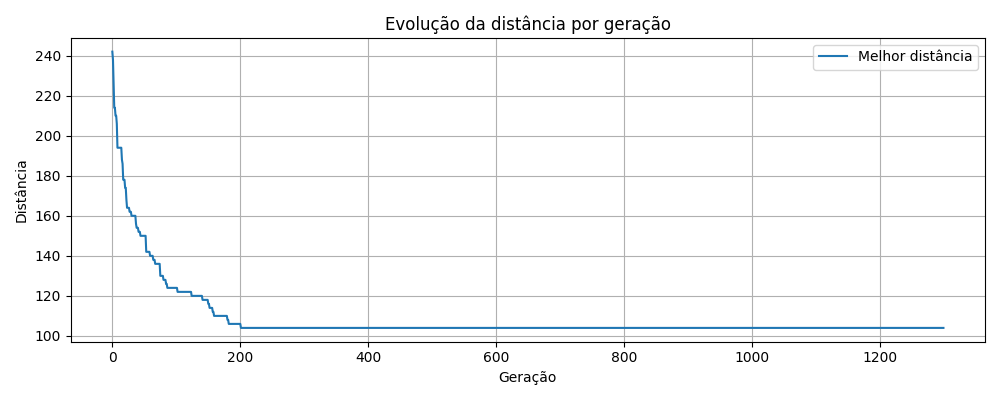 Evolução da distância por geração
Melhor distância
Distância
240
220
200
180
160
140
120
100
0 200 400 600 800 1000 1200
Geração